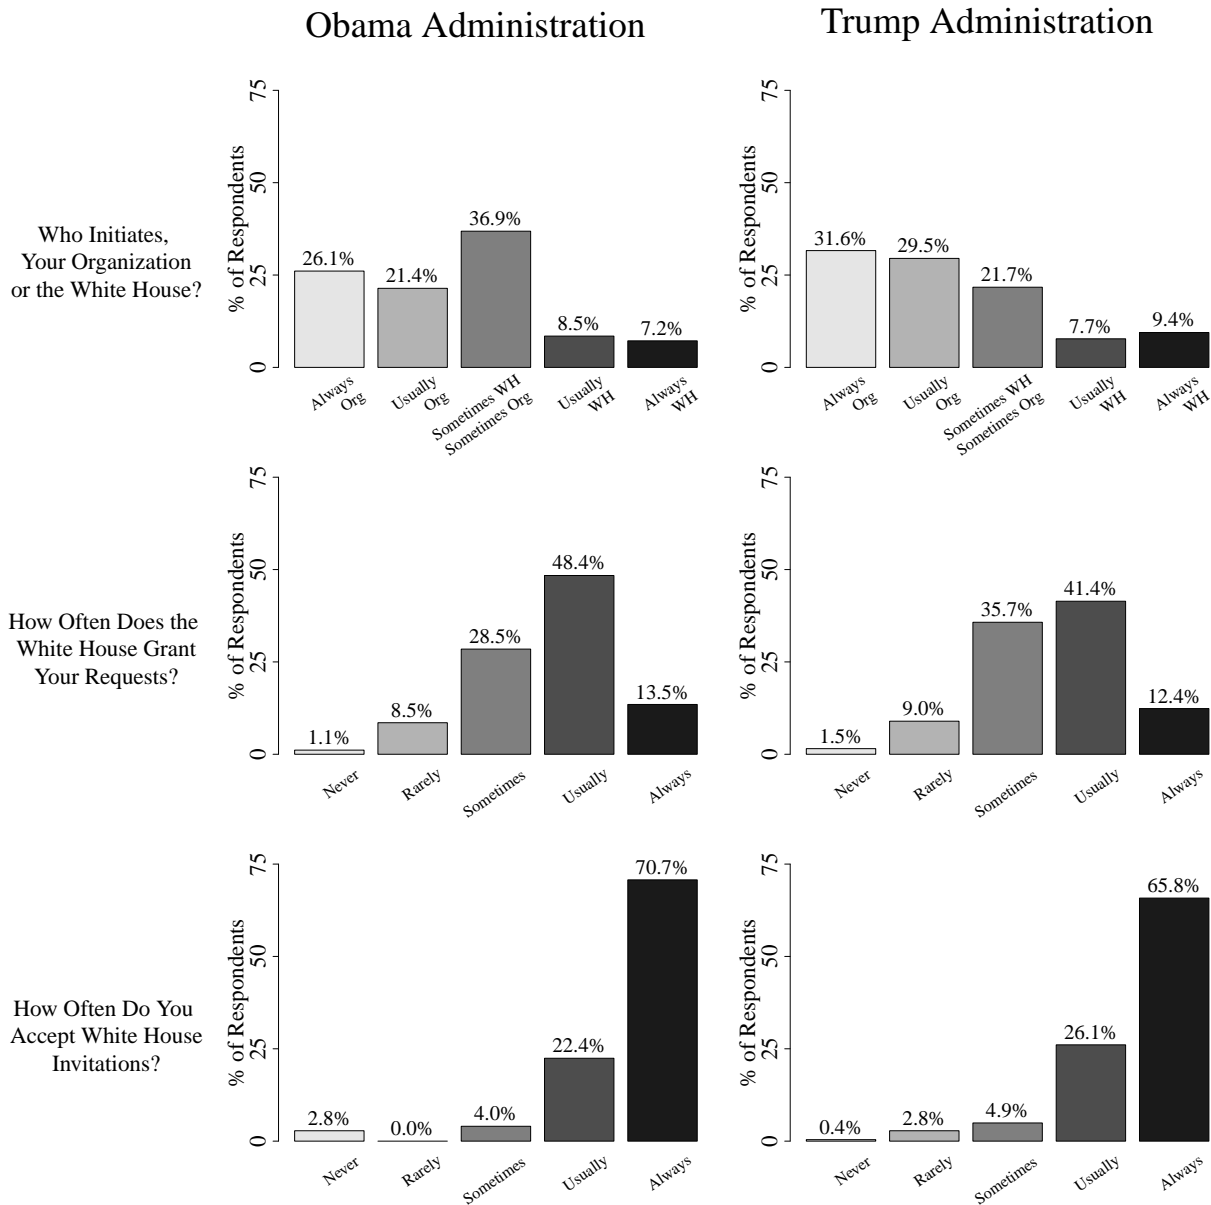 Obama Administration
Trump Administration
Who Initiates,
Your Organization
or the White House?
% of Respondents
0
25
50
75
26.1%
21.4%
36.9%
8.5%
7.2%
Always
Org
Usually
Org
Sometimes WH
Sometimes Org
Usually
WH
Always
WH
% of Respondents
0
25
50
75
31.6%
29.5%
21.7%
7.7%
9.4%
Always
Org
Usually
Org
Sometimes WH
Sometimes Org
Usually
WH
Always
WH
How Often Does the
White House Grant
Your Requests?
% of Respondents
0
25
50
75
1.1%
8.5%
28.5%
48.4%
13.5%
Never
Rarely
Sometimes
Usually
Always
% of Respondents
0
25
50
75
1.5%
9.0%
35.7%
41.4%
12.4%
Never
Rarely
Sometimes
Usually
Always
How Often Do You
Accept White House
Invitations?
% of Respondents
0
25
50
75
2.8%
0.0%
4.0%
22.4%
70.7%
Never
Rarely
Sometimes
Usually
Always
% of Respondents
0
25
50
75
0.4%
2.8%
4.9%
26.1%
65.8%
Never
Rarely
Sometimes
Usually
Always